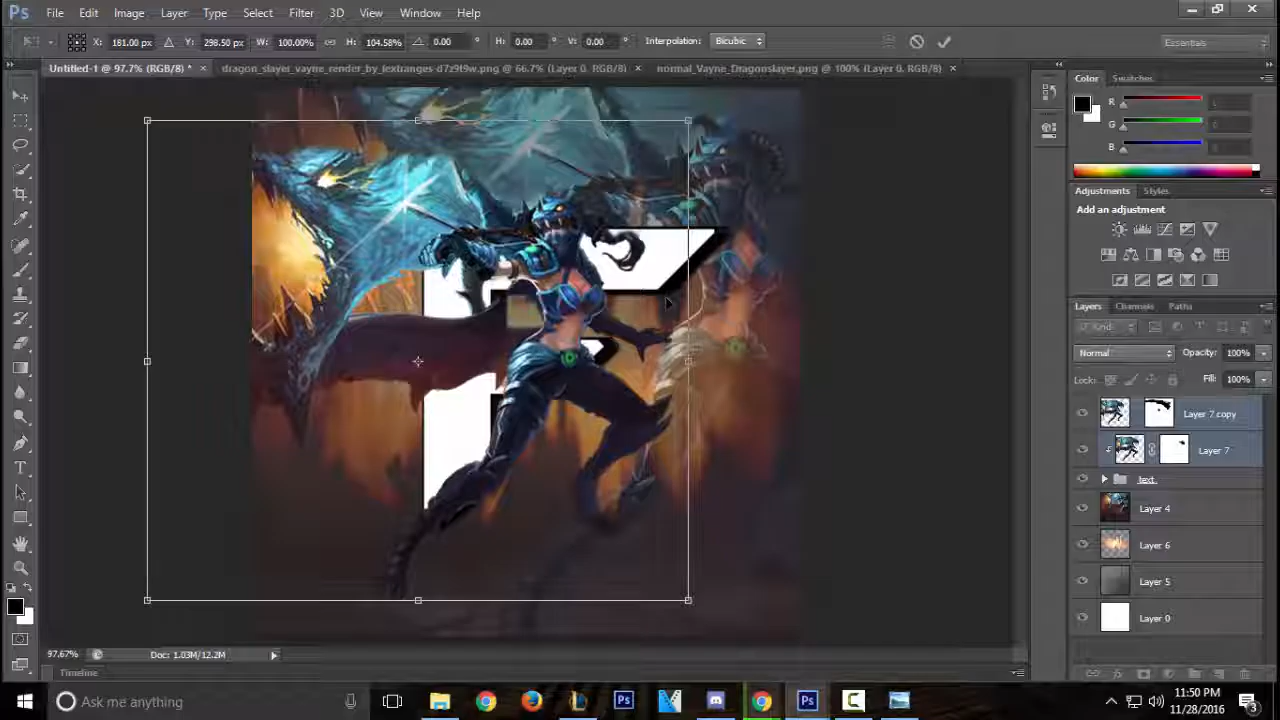 Ps File Edit Image Layer Type Select Filter 3D View Window Help
X: 181.00 px Y: 298.50 px W: 100.00% H: 104.58% 0.00 ° H: 0.00 ° V: 0.00 ° Interpolation: Bicubic Essentials
Untitled-1 @ 97.7% (RGB/8) * × dragon_slayer_vayne_render_by_lextranges-d7z9t9w.png @ 66.7% (Layer 0, RGB/8) × normal_Vayne_Dragonslayer.png @ 100% (Layer 0, RGB/8) ×
Color Swatches
R
G
B
Adjustments Styles
Add an adjustment
Layers Channels Paths
Kind
Normal Opacity: 100%
Lock: Fill: 100%
Layer 7 copy
Layer 7
text
Layer 4
Layer 6
Layer 5
Layer 0
97.67% Doc: 1.03M/12.2M
Timeline
Ask me anything Ps Ps 11:50 PM
11/28/2016 3